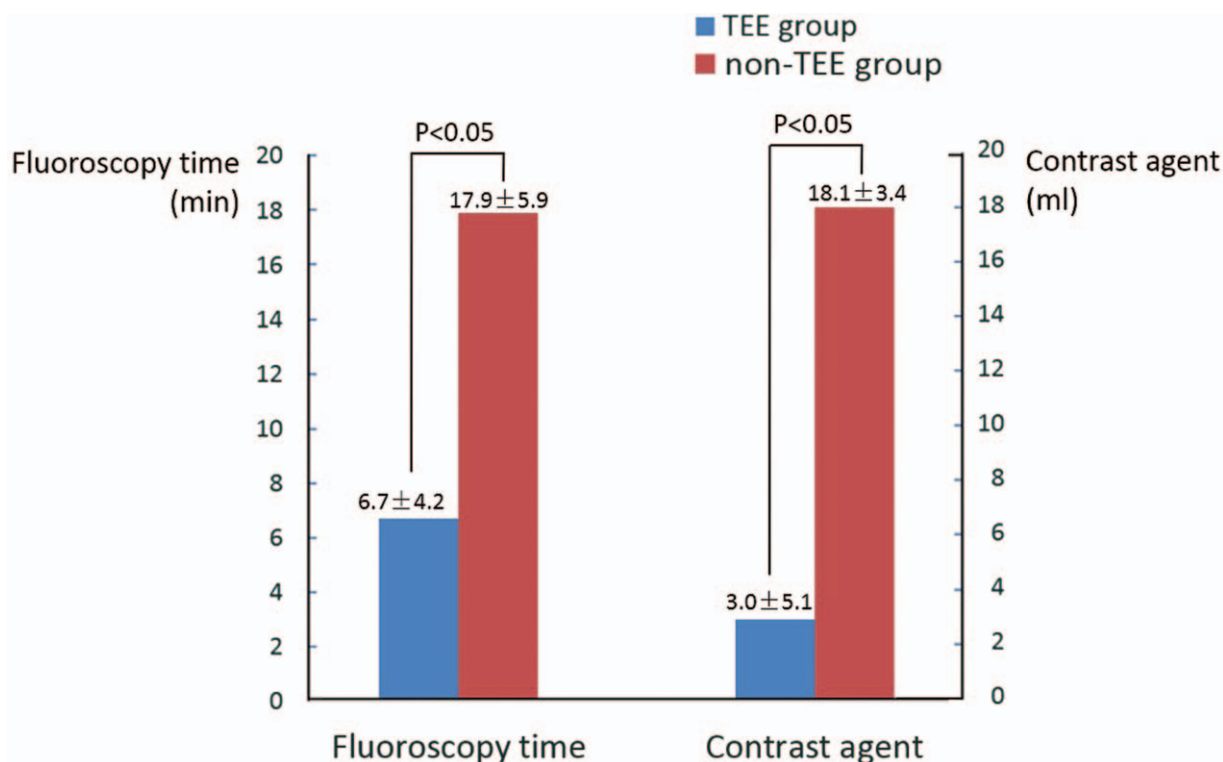 TEE group
non-TEE group
P<0.05
P<0.05
Fluoroscopy time
(min)
20
18
16
14
12
10
8
6
4
2
0
17.9±5.9
6.7±4.2
18.1±3.4
3.0±5.1
20
18
16
14
12
10
8
6
4
2
0
Contrast agent
(ml)
Fluoroscopy time
Contrast agent